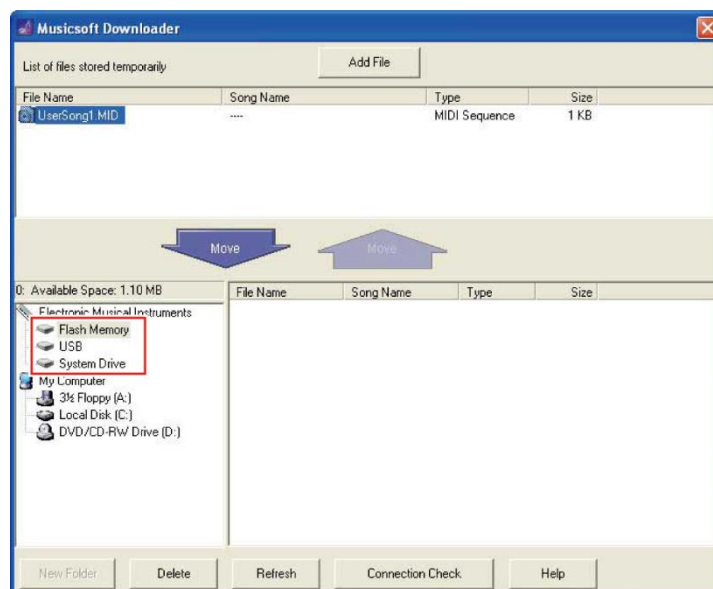 Musicsoft Downloader
List of files stored temporarily
Add File
File Name Song Name Type Size
UserSong1.MID ---- MIDI Sequence 1 KB
Move Move
0: Available Space: 1.10 MB
File Name Song Name Type Size
Electronic Musical Instruments
Flash Memory
USB
System Drive
My Computer
3½ Floppy (A:)
Local Disk (C:)
DVD/CD-RW Drive (D:)
New Folder Delete Refresh Connection Check Help